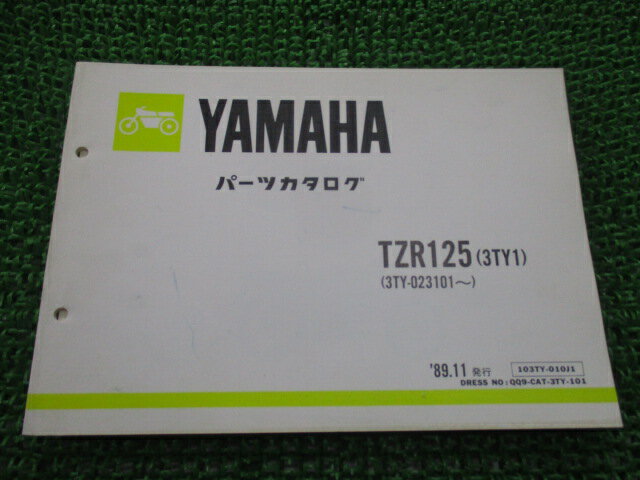 YAMAHA
パーツカタログ
TZR125 (3TY1)
(3TY-023101～)
'89.11 発行
103TY-010J1
DRESS NO : QQ9-CAT-3TY-101